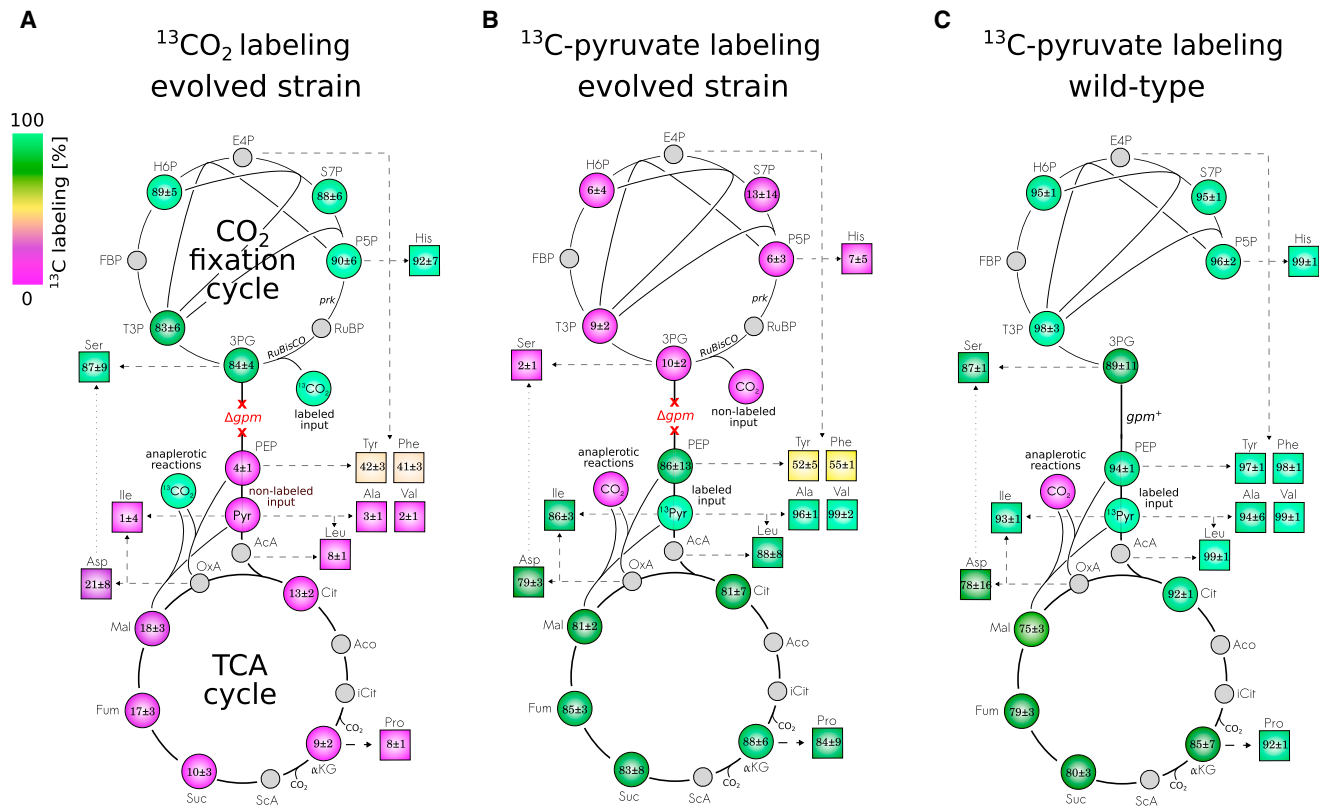 A
¹³CO₂ labeling
evolved strain
100
¹³C labeling [%]
0
E4P
H6P
89±5
S7P
88±6
CO₂
fixation
cycle
P5P
90±6
His
92±7
FBP
prk
T3P
83±6
RuBP
3PG
84±4
RuBisCO
Ser
87±9
¹³CO₂
labeled
input
x
Δgpm
x
PEP
4±1
Tyr
42±3
Phe
41±3
anaplerotic
reactions
¹³CO₂
non-labeled
input
Pyr
Ile
1±4
Ala
3±1
Val
2±1
Leu
8±1
AcA
Asp
21±8
OxA
13±2
Cit
Mal
18±3
TCA
cycle
Aco
iCit
Fum
17±3
CO₂
9±2
αKG
Pro
8±1
10±3
Suc
ScA
CO₂
B
¹³C-pyruvate labeling
evolved strain
E4P
H6P
6±4
S7P
13±14
P5P
6±3
His
7±5
FBP
prk
T3P
9±2
RuBP
3PG
10±2
RuBisCO
Ser
2±1
CO₂
non-labeled
input
x
Δgpm
x
PEP
86±13
Tyr
52±5
Phe
55±1
anaplerotic
reactions
CO₂
labeled
input
¹³Pyr
Ile
86±3
Ala
96±1
Val
99±2
Leu
88±8
AcA
Asp
79±3
OxA
81±7
Cit
Mal
81±2
Aco
iCit
Fum
85±3
CO₂
88±6
αKG
Pro
84±9
83±8
Suc
ScA
CO₂
C
¹³C-pyruvate labeling
wild-type
E4P
H6P
95±1
S7P
95±1
P5P
96±2
His
99±1
FBP
T3P
98±3
3PG
89±11
Ser
87±1
gpm⁺
PEP
94±1
Tyr
97±1
Phe
98±1
anaplerotic
reactions
CO₂
labeled
input
¹³Pyr
Ile
93±1
Ala
94±6
Val
99±1
Leu
99±1
AcA
Asp
78±16
OxA
92±1
Cit
Mal
75±3
Aco
iCit
Fum
79±3
CO₂
85±7
αKG
Pro
92±1
80±3
Suc
ScA
CO₂